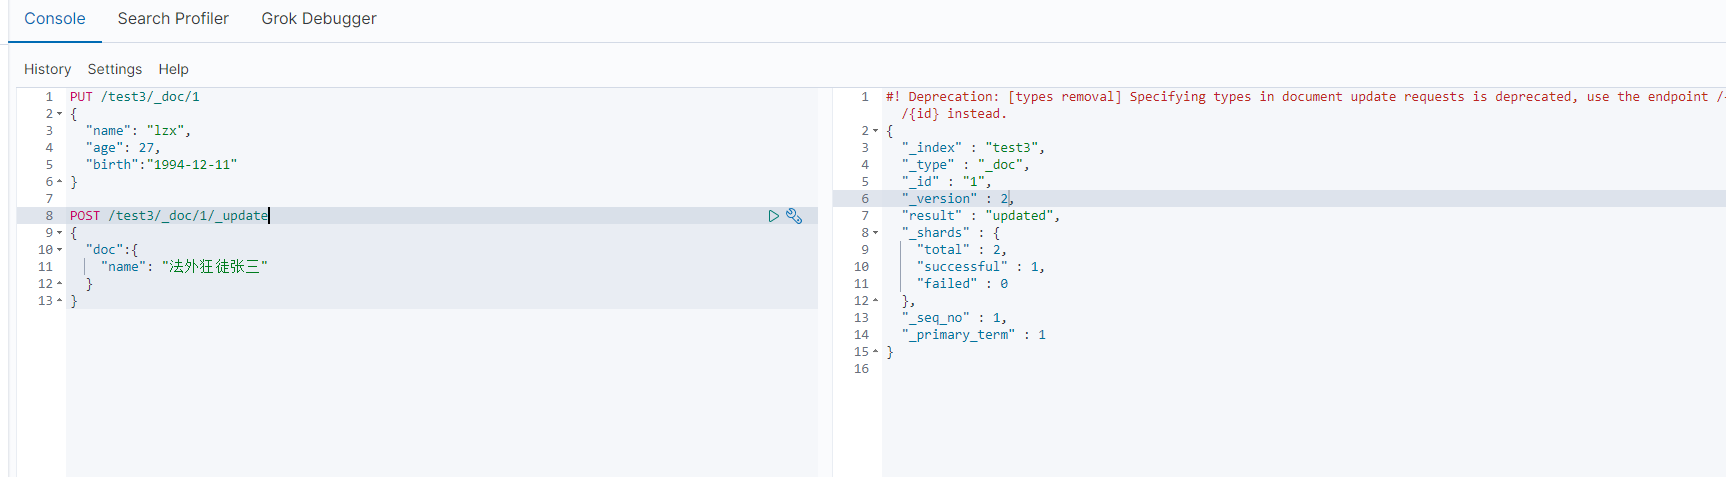 Console Search Profiler Grok Debugger
History Settings Help
1 PUT /test3/_doc/1
2 {
3 "name": "lzx",
4 "age": 27,
5 "birth":"1994-12-11"
6 }
7
8 POST /test3/_doc/1/_update
9 {
10 "doc":{
11 "name": "法外狂徒张三"
12 }
13 }
1 #! Deprecation: [types removal] Specifying types in document update requests is deprecated, use the endpoint /
/{id} instead.
2 {
3 "_index" : "test3",
4 "_type" : "_doc",
5 "_id" : "1",
6 "_version" : 2,
7 "result" : "updated",
8 "_shards" : {
9 "total" : 2,
10 "successful" : 1,
11 "failed" : 0
12 },
13 "_seq_no" : 1,
14 "_primary_term" : 1
15 }
16